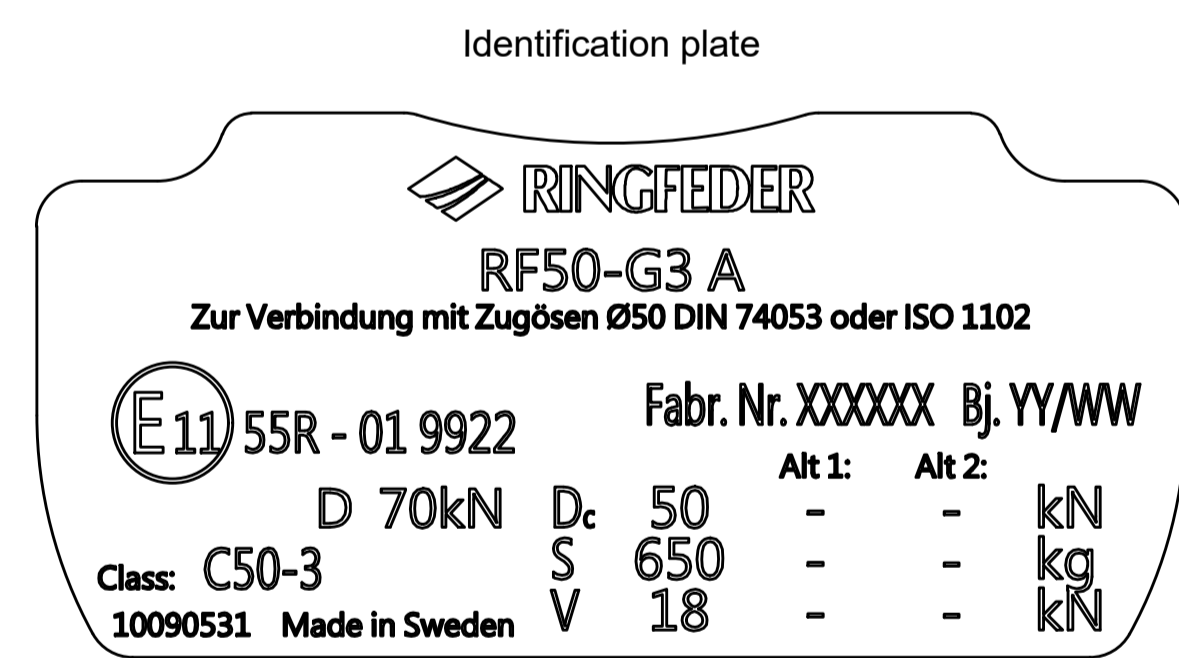 Identification plate
RINGFEDER
RF50-G3 A
Zur Verbindung mit Zugösen Ø50 DIN 74053 oder ISO 1102
E 11 55R - 01 9922
Fabr. Nr. XXXXXX Bj. YY/WW
Alt 1: Alt 2:
D 70kN Dc 50 - - kN
S 650 - - kg
Class: C50-3
V 18 - - kN
10090531 Made in Sweden